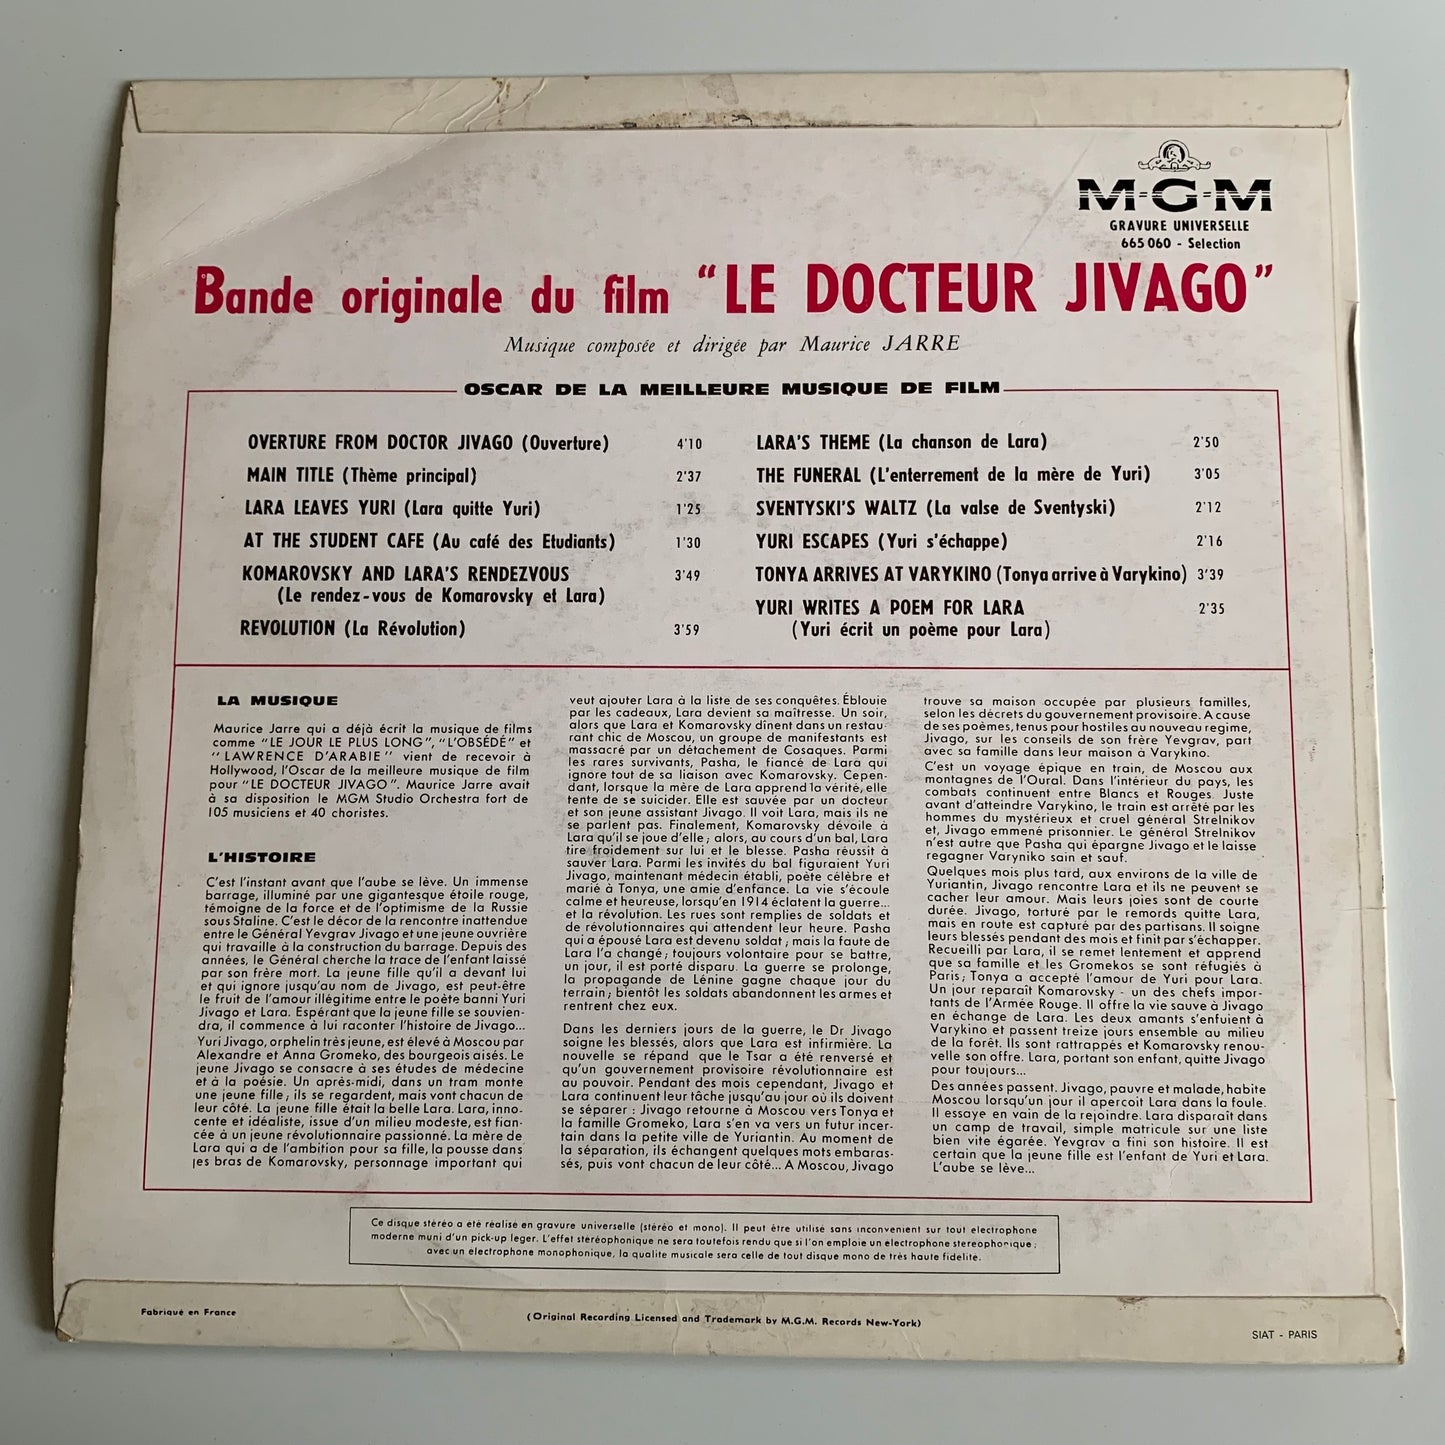 M-G-M
GRAVURE UNIVERSELLE
665 060 - Selection
Bande originale du film “LE DOCTEUR JIVAGO”
Musique composée et dirigée par Maurice JARRE
OSCAR DE LA MEILLEURE MUSIQUE DE FILM
OVERTURE FROM DOCTOR JIVAGO (Ouverture) 4'10
MAIN TITLE (Thème principal) 2'37
LARA LEAVES YURI (Lara quitte Yuri) 1'25
AT THE STUDENT CAFE (Au café des Etudiants) 1'30
KOMAROVSKY AND LARA'S RENDEZVOUS 3'49
(Le rendez-vous de Komarovsky et Lara)
REVOLUTION (La Révolution) 3'59
LARA'S THEME (La chanson de Lara) 2'50
THE FUNERAL (L'enterrement de la mère de Yuri) 3'05
SVENTYSKI'S WALTZ (La valse de Sventyski) 2'12
YURI ESCAPES (Yuri s'échappe) 2'16
TONYA ARRIVES AT VARYKINO (Tonya arrive à Varykino) 3'39
YURI WRITES A POEM FOR LARA 2'35
(Yuri écrit un poème pour Lara)
LA MUSIQUE
Maurice Jarre qui a déjà écrit la musique de films
comme “LE JOUR LE PLUS LONG”, “L'OBSÉDÉ” et
“LAWRENCE D'ARABIE” vient de recevoir à
Hollywood, l'Oscar de la meilleure musique de film
pour “LE DOCTEUR JIVAGO”. Maurice Jarre avait
à sa disposition le MGM Studio Orchestra fort de
105 musiciens et 40 choristes.
L'HISTOIRE
C'est l'instant avant que l'aube se lève. Un immense
barrage, illuminé par une gigantesque étoile rouge,
témoigne de la force et de l'optimisme de la Russie
sous Staline. C'est le décor de la rencontre inattendue
entre le Général Yevgrav Jivago et une jeune ouvrière
qui travaille à la construction du barrage. Depuis des
années, le Général cherche la trace de l'enfant laissé
par son frère mort. La jeune fille qu'il a devant lui
et qui ignore jusqu'au nom de Jivago, est peut-être
le fruit de l'amour illégitime entre le poète banni Yuri
Jivago et Lara. Espérant que la jeune fille se souvien-
dra, il commence à lui raconter l'histoire de Jivago...
Yuri Jivago, orphelin très jeune, est élevé à Moscou par
Alexandre et Anna Gromeko, des bourgeois aisés. Le
jeune Jivago se consacre à ses études de médecine
et à la poésie. Un après-midi, dans un tram monte
une jeune fille ; ils se regardent, mais vont chacun de
leur côté. La jeune fille était la belle Lara. Lara, inno-
cente et idéaliste, issue d'un milieu modeste, est fian-
cée à un jeune révolutionnaire passionné. La mère de
Lara qui a de l'ambition pour sa fille, la pousse dans
les bras de Komarovsky, personnage important qui
veut ajouter Lara à la liste de ses conquêtes. Éblouie
par les cadeaux, Lara devient sa maîtresse. Un soir,
alors que Lara et Komarovsky dînent dans un restau-
rant chic de Moscou, un groupe de manifestants est
massacré par un détachement de Cosaques. Parmi
les rares survivants, Pasha, le fiancé de Lara qui
ignore tout de sa liaison avec Komarovsky. Cepen-
dant, lorsque la mère de Lara apprend la vérité, elle
tente de se suicider. Elle est sauvée par un docteur
et son jeune assistant Jivago. Il voit Lara, mais ils ne
se parlent pas. Finalement, Komarovsky dévoile à
Lara qu'il se joue d'elle ; alors, au cours d'un bal, Lara
tire froidement sur lui et le blesse. Pasha réussit à
sauver Lara. Parmi les invités du bal figuraient Yuri
Jivago, maintenant médecin établi, poète célèbre et
marié à Tonya, une amie d'enfance. La vie s'écoule
calme et heureuse, lorsqu'en 1914 éclatent la guerre...
et la révolution. Les rues sont remplies de soldats et
de révolutionnaires qui attendent leur heure. Pasha
qui a épousé Lara est devenu soldat ; mais la faute de
Lara l'a changé ; toujours volontaire pour se battre,
un jour, il est porté disparu. La guerre se prolonge,
la propagande de Lénine gagne chaque jour du
terrain ; bientôt les soldats abandonnent les armes et
rentrent chez eux.
Dans les derniers jours de la guerre, le Dr Jivago
soigne les blessés, alors que Lara est infirmière. La
nouvelle se répand que le Tsar a été renversé et
qu'un gouvernement provisoire révolutionnaire est
au pouvoir. Pendant des mois cependant, Jivago et
Lara continuent leur tâche jusqu'au jour où ils doivent
se séparer : Jivago retourne à Moscou vers Tonya et
la famille Gromeko, Lara s'en va vers un futur incer-
tain dans la petite ville de Yuriantin. Au moment de
la séparation, ils échangent quelques mots embaras-
sés, puis vont chacun de leur côté... A Moscou, Jivago
trouve sa maison occupée par plusieurs familles,
selon les décrets du gouvernement provisoire. A cause
de ses poèmes, tenus pour hostiles au nouveau regime,
Jivago, sur les conseils de son frère Yevgrav, part
avec sa famille dans leur maison à Varykino.
C'est un voyage épique en train, de Moscou aux
montagnes de l'Oural. Dans l'intérieur du pays, les
combats continuent entre Blancs et Rouges. Juste
avant d'atteindre Varykino, le train est arrêté par les
hommes du mystérieux et cruel général Strelnikov
et, Jivago emmené prisonnier. Le général Strelnikov
n'est autre que Pasha qui épargne Jivago et le laisse
regagner Varyniko sain et sauf.
Quelques mois plus tard, aux environs de la ville de
Yuriantin, Jivago rencontre Lara et ils ne peuvent se
cacher leur amour. Mais leurs joies sont de courte
durée. Jivago, torturé par le remords quitte Lara,
mais en route est capturé par des partisans. Il soigne
leurs blessés pendant des mois et finit par s'échapper.
Recueilli par Lara, il se remet lentement et apprend
que sa famille et les Gromekos se sont réfugiés à
Paris ; Tonya a accepté l'amour de Yuri pour Lara.
Un jour reparaît Komarovsky - un des chefs impor-
tants de l'Armée Rouge. Il offre la vie sauve à Jivago
en échange de Lara. Les deux amants s'enfuient à
Varykino et passent treize jours ensemble au milieu
de la forêt. Ils sont rattrappés et Komarovsky renou-
velle son offre. Lara, portant son enfant, quitte Jivago
pour toujours...
Des années passent. Jivago, pauvre et malade, habite
Moscou lorsqu'un jour il apercoit Lara dans la foule.
Il essaye en vain de la rejoindre. Lara disparaît dans
un camp de travail, simple matricule sur une liste
bien vite égarée. Yevgrav a fini son histoire. Il est
certain que la jeune fille est l'enfant de Yuri et Lara.
L'aube se lève...
Ce disque stéréo a été réalisé en gravure universelle (stéréo et mono). Il peut être utilisé sans inconvenient sur tout electrophone
moderne muni d'un pick-up leger. L'effet stéréophonique ne sera toutefois rendu que si l'on emploie un electrophone stereophonique ;
avec un electrophone monophonique, la qualite musicale sera celle de tout disque mono de très haute fidelite.
Fabriqué en France
(Original Recording Licensed and Trademark by M.G.M. Records New-York)
SIAT - PARIS